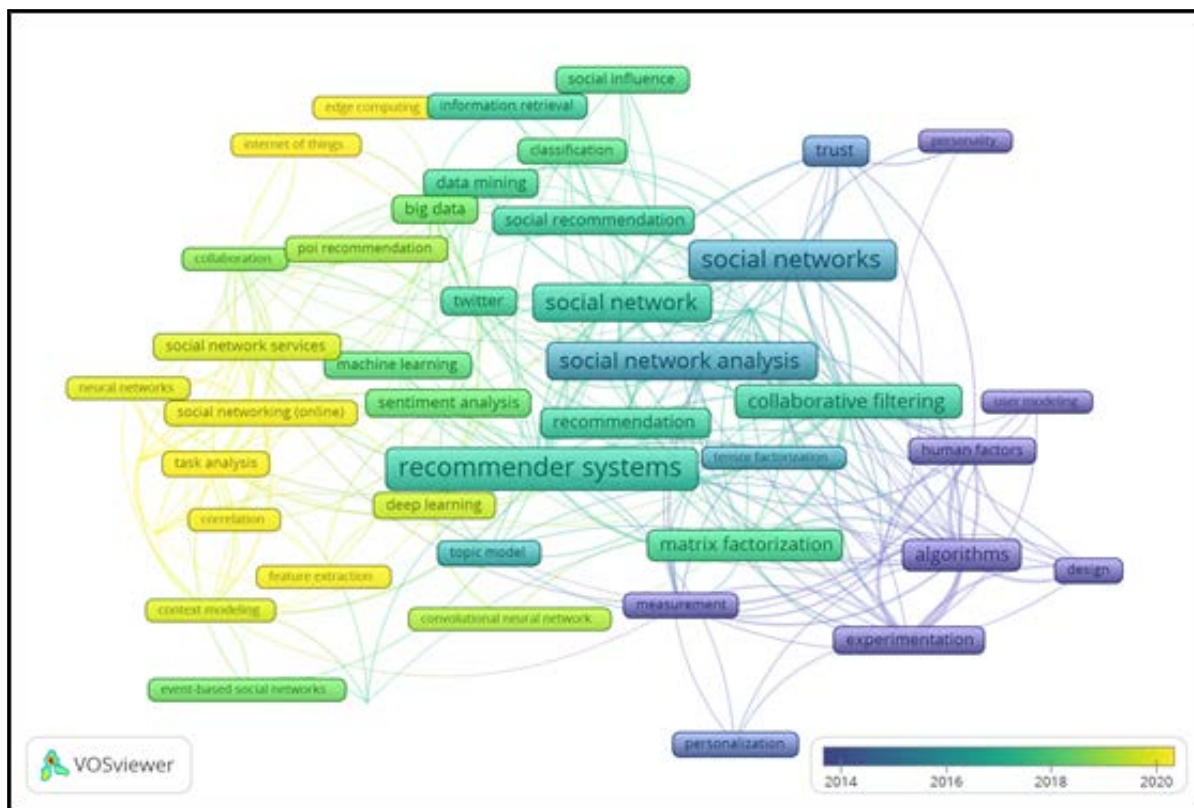 social influence
edge computing
information retrieval
internet of things
classification
trust
personality
data mining
big data
social recommendation
poi recommendation
collaboration
social networks
twitter
social network
social network services
machine learning
social network analysis
neural networks
social networking (online)
sentiment analysis
collaborative filtering
user modeling
recommendation
human factors
task analysis
recommender systems
tensor factorization
deep learning
correlation
topic model
matrix factorization
algorithms
design
feature extraction
context modeling
convolutional neural network
measurement
experimentation
event-based social networks
personalization
VOSviewer
2014 2016 2018 2020